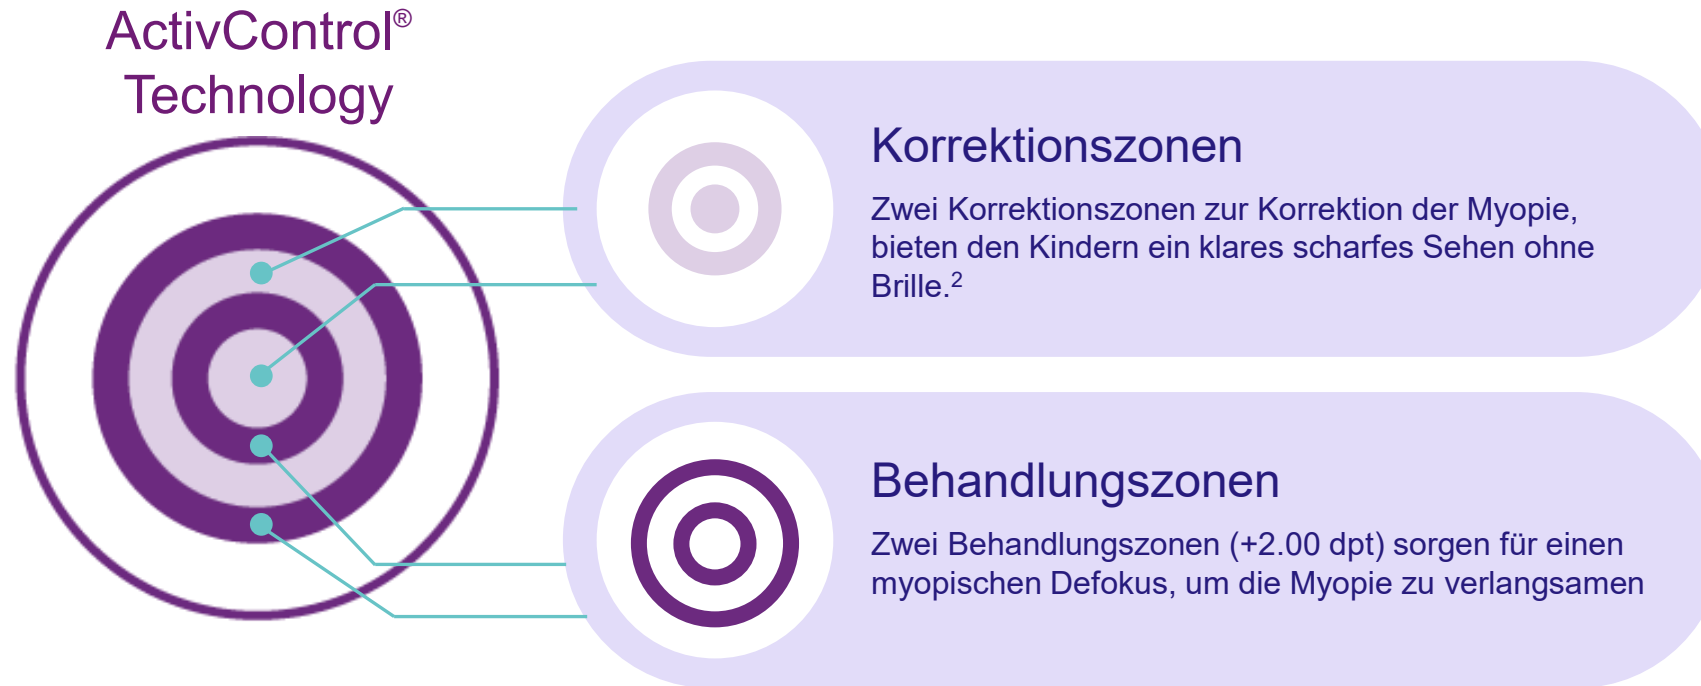 ActivControl®
Technology
Korrektionszonen
Zwei Korrektionszonen zur Korrektion der Myopie,
bieten den Kindern ein klares scharfes Sehen ohne
Brille.²
Behandlungszonen
Zwei Behandlungszonen (+2.00 dpt) sorgen für einen
myopischen Defokus, um die Myopie zu verlangsamen